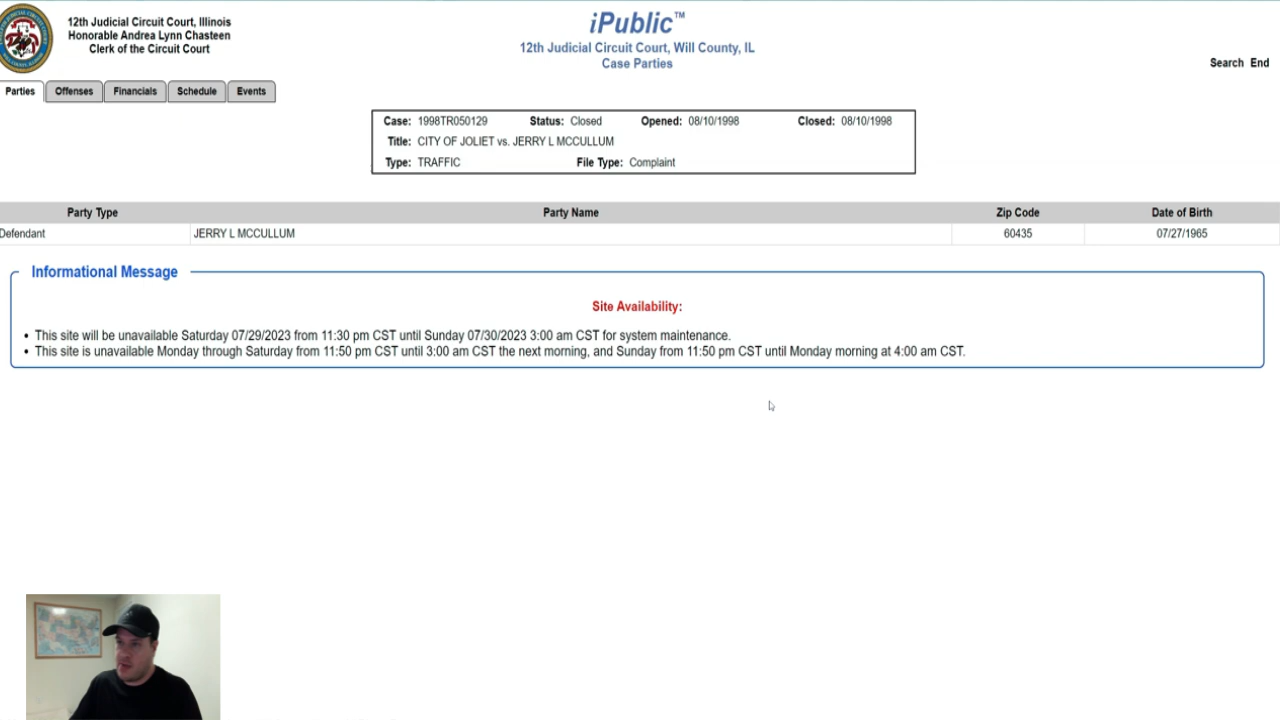 12th Judicial Circuit Court, Illinois
Honorable Andrea Lynn Chasteen
Clerk of the Circuit Court
iPublic™
12th Judicial Circuit Court, Will County, IL
Case Parties
Search End
Parties Offenses Financials Schedule Events
Case: 1998TR050129 Status: Closed Opened: 08/10/1998 Closed: 08/10/1998
Title: CITY OF JOLIET vs. JERRY L MCCULLUM
Type: TRAFFIC File Type: Complaint
Party Type Party Name Zip Code Date of Birth
Defendant JERRY L MCCULLUM 60435 07/27/1965
Informational Message
Site Availability:
• This site will be unavailable Saturday 07/29/2023 from 11:30 pm CST until Sunday 07/30/2023 3:00 am CST for system maintenance.
• This site is unavailable Monday through Saturday from 11:50 pm CST until 3:00 am CST the next morning, and Sunday from 11:50 pm CST until Monday morning at 4:00 am CST.